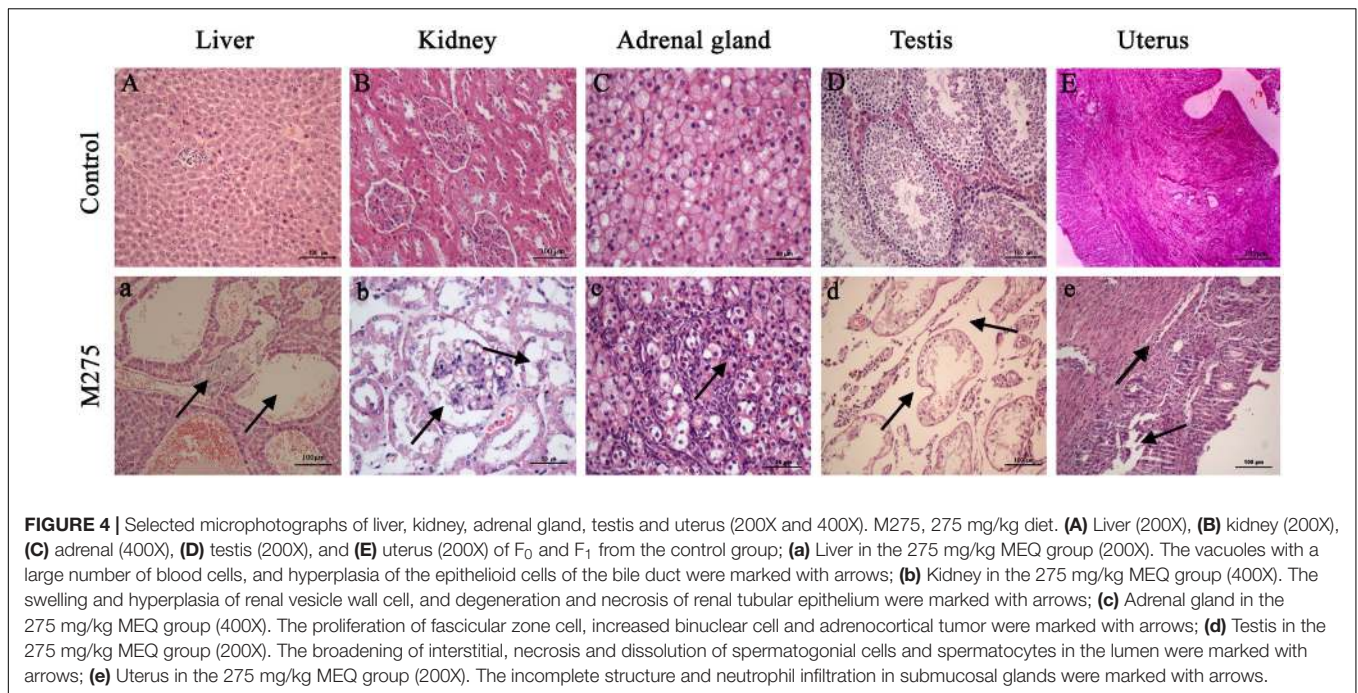 Liver Kidney Adrenal gland Testis Uterus
Control
A B C D E
100 μm
M275
a b c d e
100 μm
FIGURE 4 | Selected microphotographs of liver, kidney, adrenal gland, testis and uterus (200X and 400X). M275, 275 mg/kg diet. (A) Liver (200X), (B) kidney (200X),
(C) adrenal (400X), (D) testis (200X), and (E) uterus (200X) of F0 and F1 from the control group; (a) Liver in the 275 mg/kg MEQ group (200X). The vacuoles with a
large number of blood cells, and hyperplasia of the epithelioid cells of the bile duct were marked with arrows; (b) Kidney in the 275 mg/kg MEQ group (400X). The
swelling and hyperplasia of renal vesicle wall cell, and degeneration and necrosis of renal tubular epithelium were marked with arrows; (c) Adrenal gland in the
275 mg/kg MEQ group (400X). The proliferation of fascicular zone cell, increased binuclear cell and adrenocortical tumor were marked with arrows; (d) Testis in the
275 mg/kg MEQ group (200X). The broadening of interstitial, necrosis and dissolution of spermatogonial cells and spermatocytes in the lumen were marked with
arrows; (e) Uterus in the 275 mg/kg MEQ group (200X). The incomplete structure and neutrophil infiltration in submucosal glands were marked with arrows.